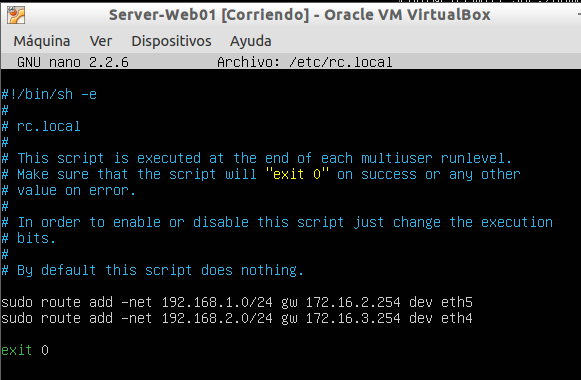 Server-Web01 [Corriendo] - Oracle VM VirtualBox
Máquina Ver Dispositivos Ayuda
GNU nano 2.2.6 Archivo: /etc/rc.local
#!/bin/sh -e
#
# rc.local
#
# This script is executed at the end of each multiuser runlevel.
# Make sure that the script will "exit 0" on success or any other
# value on error.
#
# In order to enable or disable this script just change the execution
# bits.
#
# By default this script does nothing.
sudo route add -net 192.168.1.0/24 gw 172.16.2.254 dev eth5
sudo route add -net 192.168.2.0/24 gw 172.16.3.254 dev eth4
exit 0